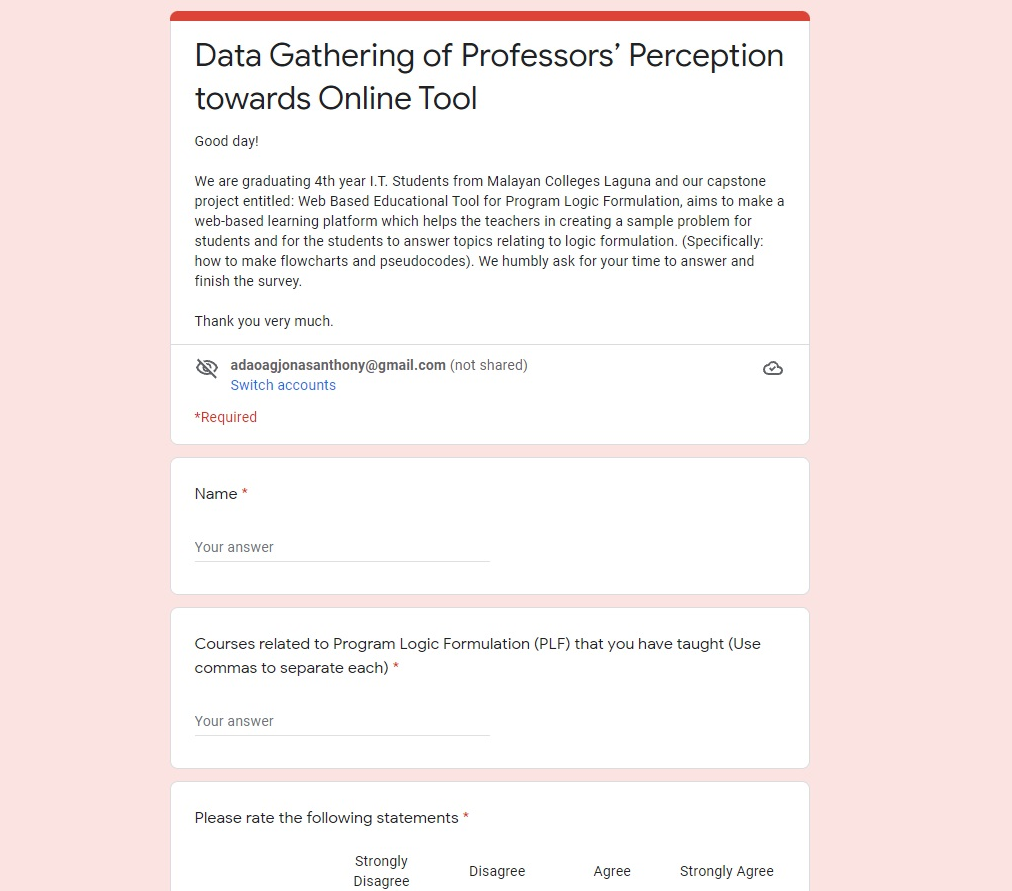 Data Gathering of Professors’ Perception
towards Online Tool
Good day!
We are graduating 4th year I.T. Students from Malayan Colleges Laguna and our capstone
project entitled: Web Based Educational Tool for Program Logic Formulation, aims to make a
web-based learning platform which helps the teachers in creating a sample problem for
students and for the students to answer topics relating to logic formulation. (Specifically:
how to make flowcharts and pseudocodes). We humbly ask for your time to answer and
finish the survey.
Thank you very much.
adaoagjonasanthony@gmail.com (not shared)
Switch accounts
*Required
Name *
Your answer
Courses related to Program Logic Formulation (PLF) that you have taught (Use
commas to separate each) *
Your answer
Please rate the following statements *
Strongly
Disagree
Disagree
Agree
Strongly Agree